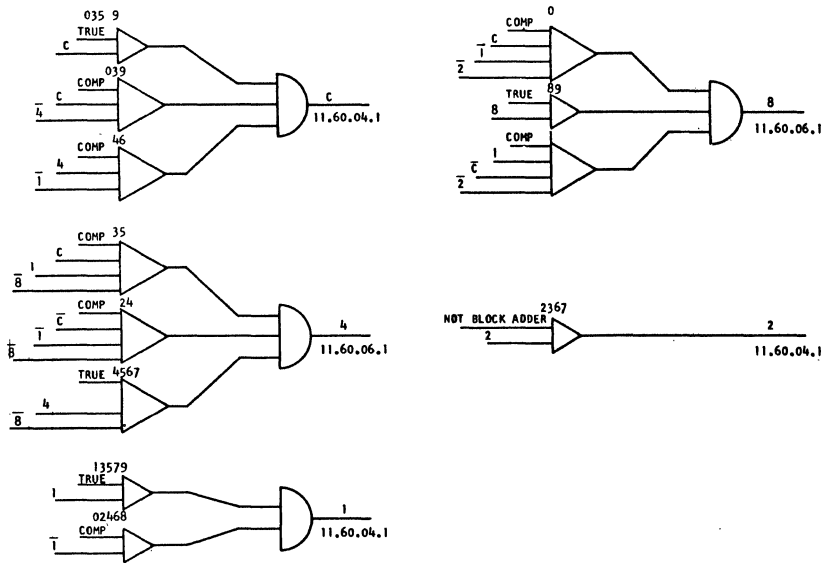 035 9
TRUE
C
COMP 039
C
4̅
COMP 46
4
1̅
C
11.60.04.1
0
COMP
C
1̅
2̅
TRUE 89
8
COMP
1
C̅
2̅
8
11.60.06.1
COMP 35
C
1
8̅
COMP 24
C̅
1̅
8̅
TRUE 4567
4
8̅
4
11.60.06.1
2367
NOT BLOCK ADDER
2
2
11.60.04.1
13579
TRUE
1
02468
COMP
1̅
1
11.60.04.1